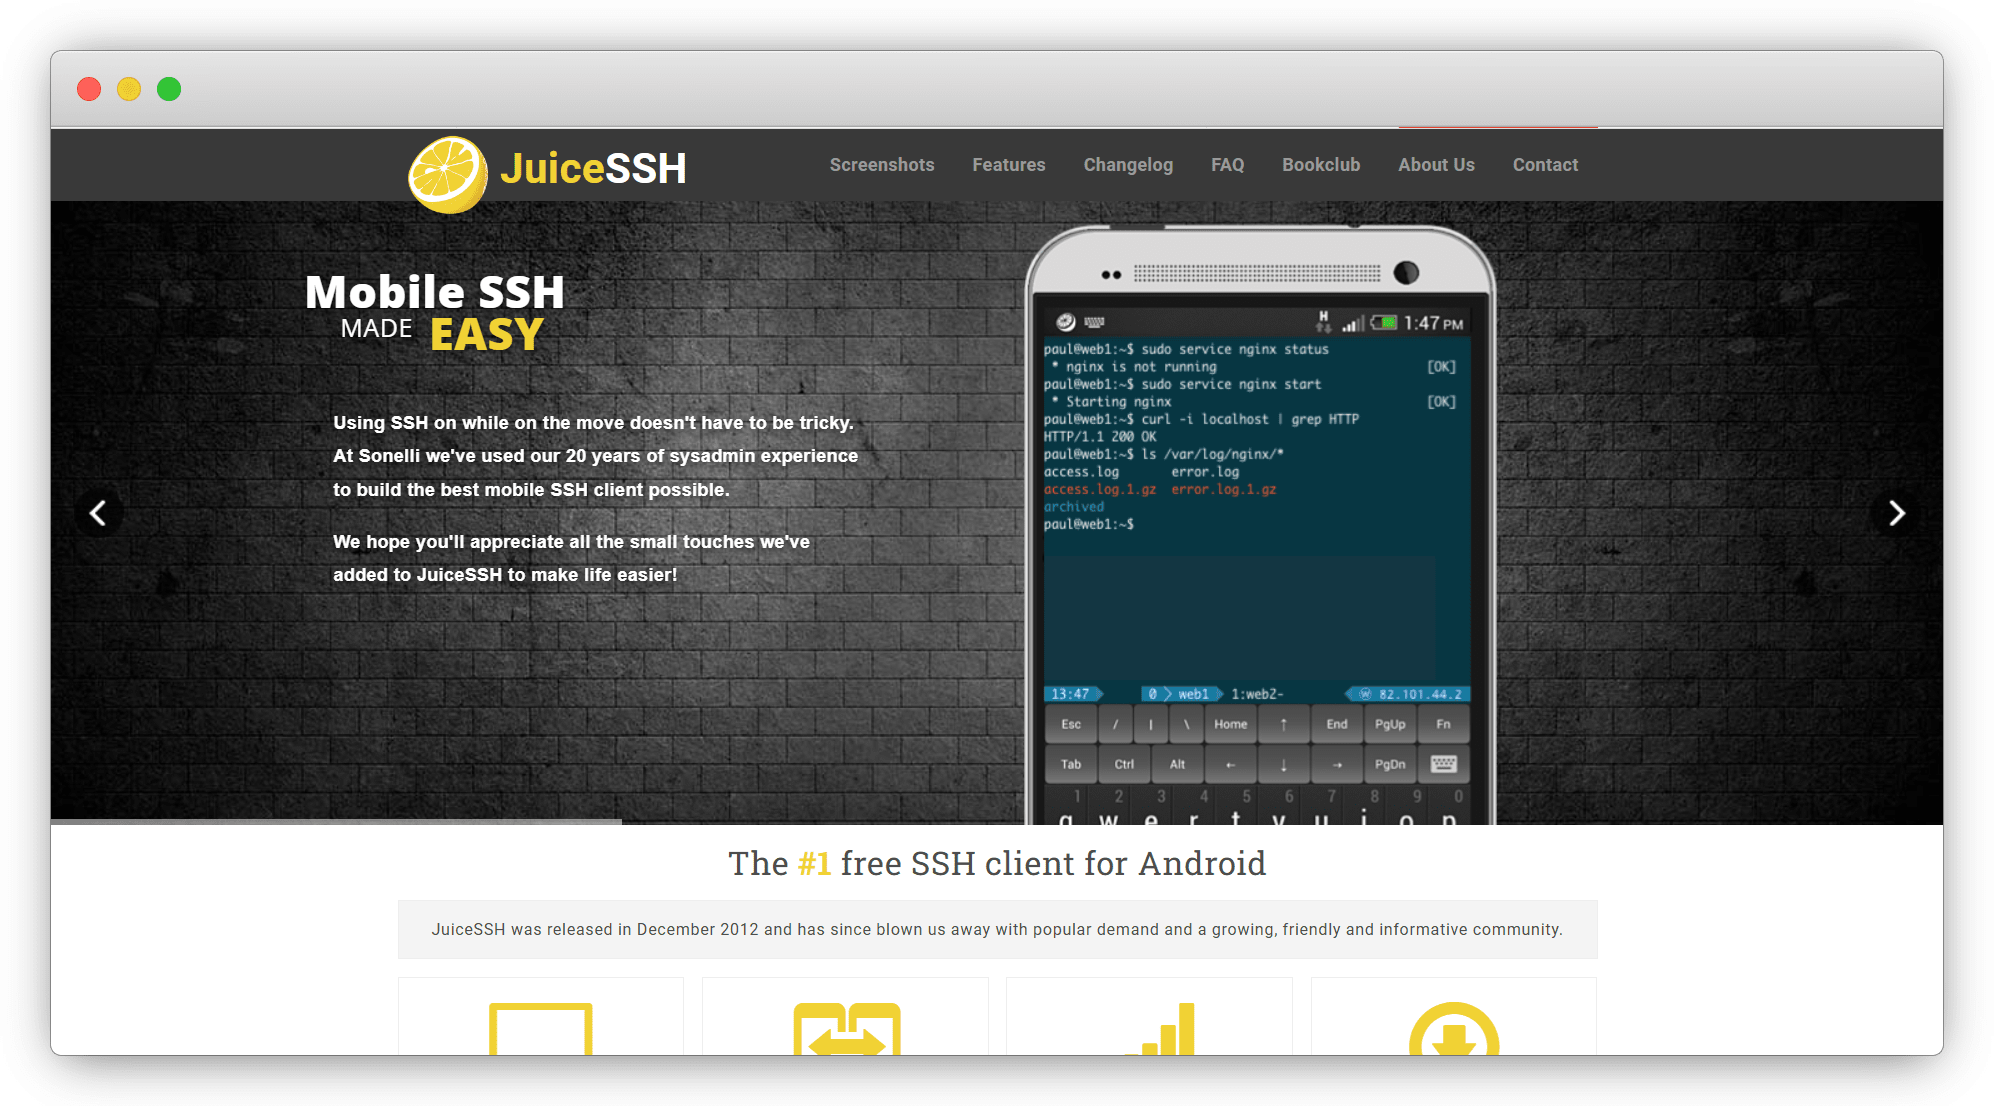 JuiceSSH
Screenshots Features Changelog FAQ Bookclub About Us Contact
Mobile SSH
MADE EASY
Using SSH on while on the move doesn't have to be tricky.
At Sonelli we've used our 20 years of sysadmin experience
to build the best mobile SSH client possible.
We hope you'll appreciate all the small touches we've
added to JuiceSSH to make life easier!
H 1:47 PM
paul@web1:~$ sudo service nginx status
* nginx is not running [OK]
paul@web1:~$ sudo service nginx start
* Starting nginx [OK]
paul@web1:~$ curl -i localhost | grep HTTP
HTTP/1.1 200 OK
paul@web1:~$ ls /var/log/nginx/*
access.log error.log
access.log.1.gz error.log.1.gz
archived
paul@web1:~$
13:47 0 web1 1:web2- 82.101.44.2
Esc / | \ Home ↑ End PgUp Fn
Tab Ctrl Alt ← ↓ → PgDn
1 2 3 4 5 6 7 8 9 0
q w e r t y u i o p
The #1 free SSH client for Android
JuiceSSH was released in December 2012 and has since blown us away with popular demand and a growing, friendly and informative community.